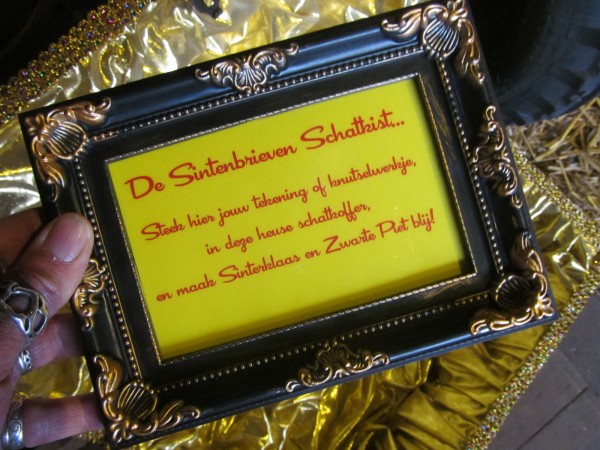 De Sintenbrieven Schatkist...
Steek hier jouw tekening of knutselwerkje,
in deze heuse schatkoffer,
en maak Sinterklaas en Zwarte Piet blij!